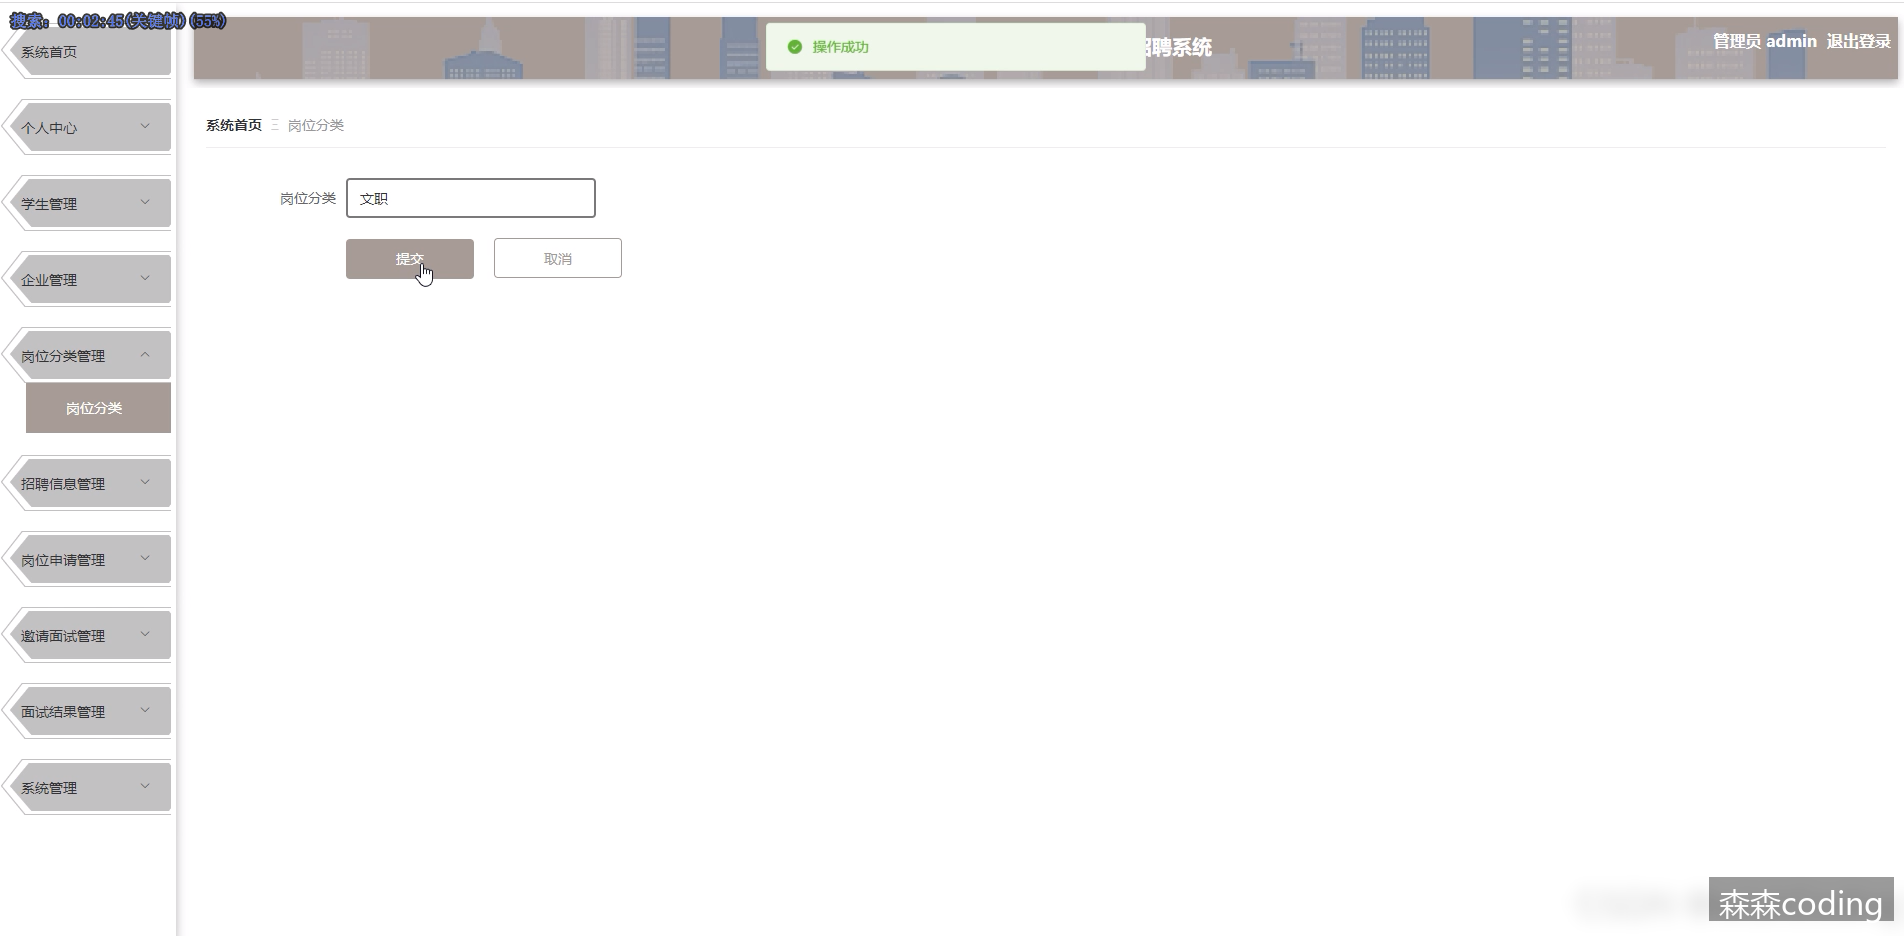 搜索: 00:02:45(关键帧)(55%)
系统首页
个人中心
学生管理
企业管理
岗位分类管理
岗位分类
招聘信息管理
岗位申请管理
邀请面试管理
面试结果管理
系统管理
操作成功
招聘系统
管理员 admin 退出登录
系统首页 岗位分类
岗位分类 文职
提交 取消
森森coding